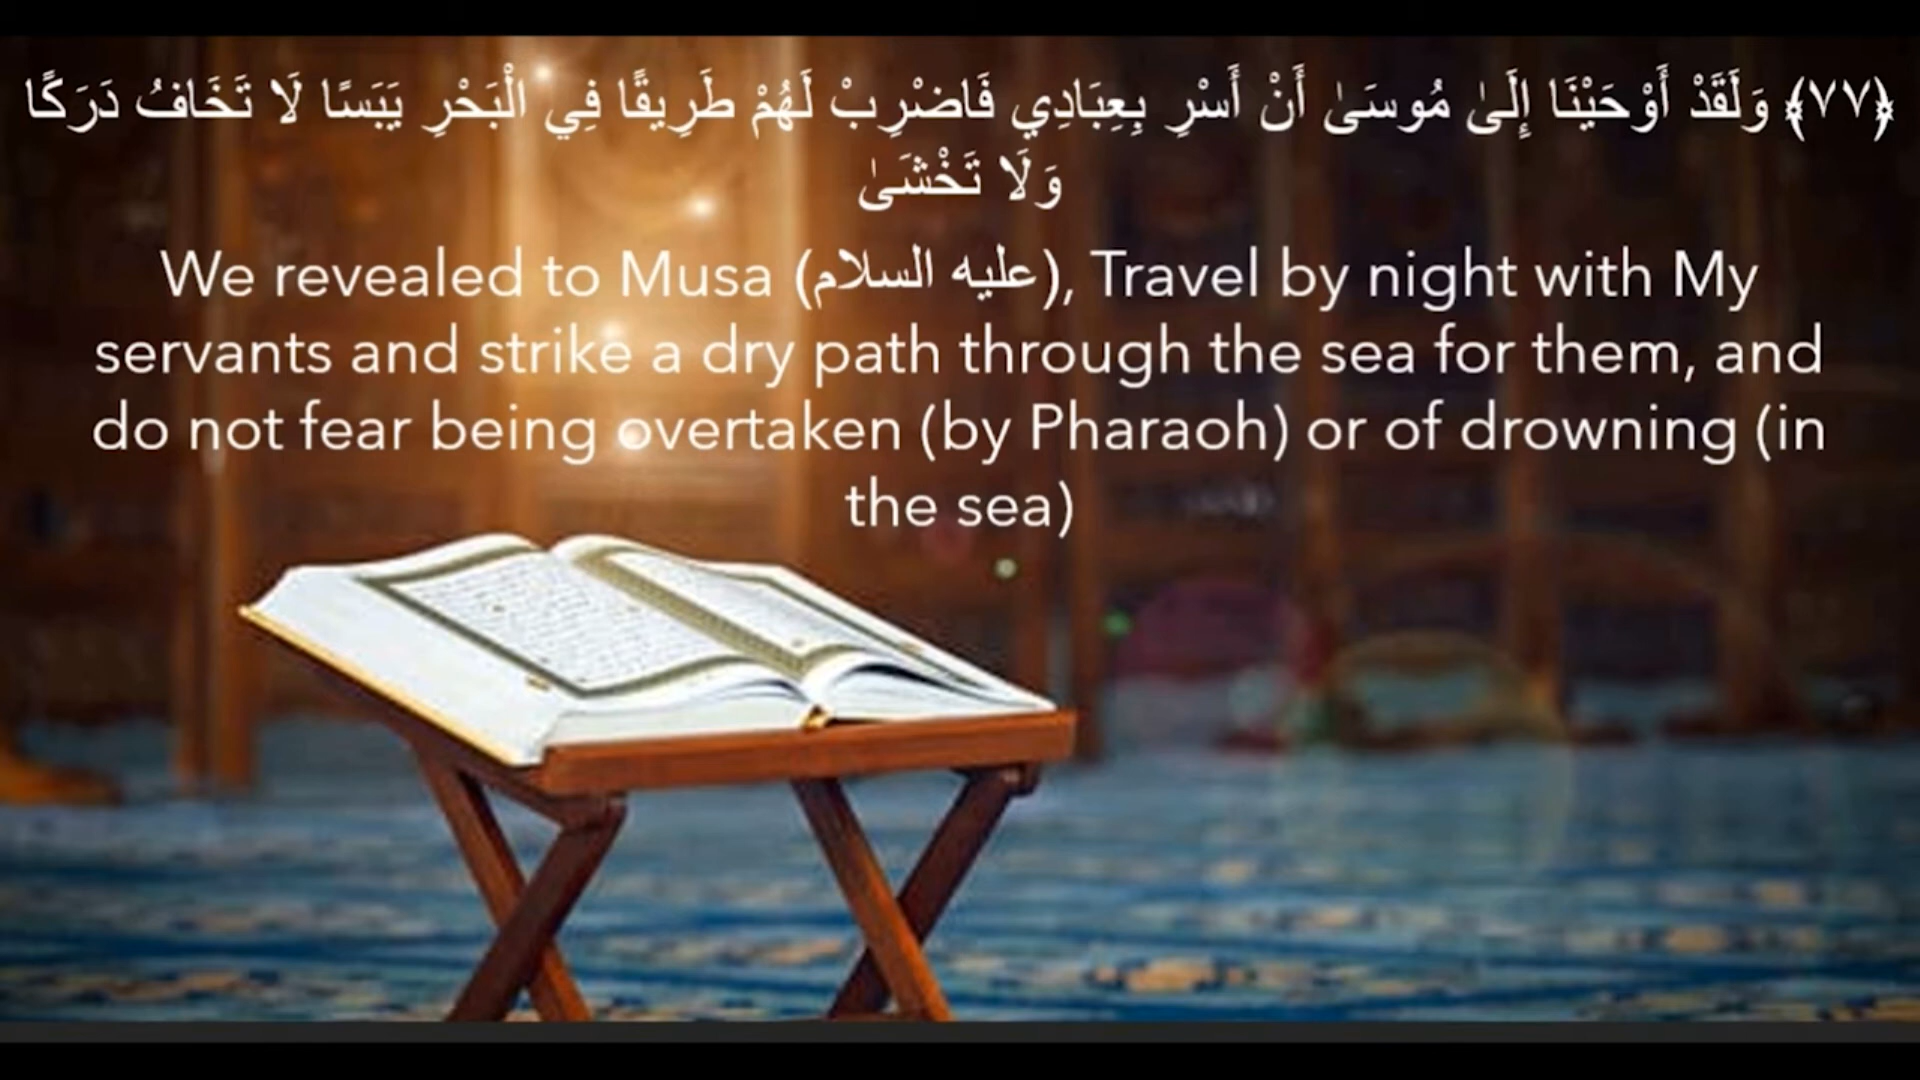 ﴿٧٧﴾ وَلَقَدْ أَوْحَيْنَا إِلَىٰ مُوسَىٰ أَنْ أَسْرِ بِعِبَادِي فَاضْرِبْ لَهُمْ طَرِيقًا فِي الْبَحْرِ يَبَسًا لَا تَخَافُ دَرَكًا
وَلَا تَخْشَىٰ
We revealed to Musa (عليه السلام), Travel by night with My
servants and strike a dry path through the sea for them, and
do not fear being overtaken (by Pharaoh) or of drowning (in
the sea)